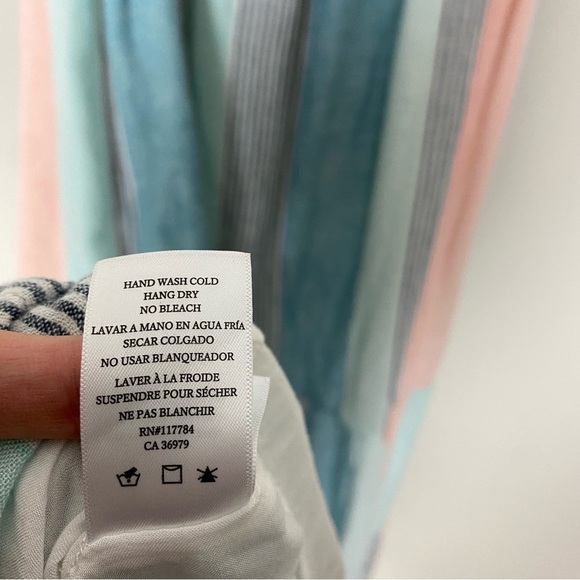 HAND WASH COLD
HANG DRY
NO BLEACH
LAVAR A MANO EN AGUA FRÍA
SECAR COLGADO
NO USAR BLANQUEADOR
LAVER À LA FROIDE
SUSPENDRE POUR SÉCHER
NE PAS BLANCHIR
RN#117784
CA 36979